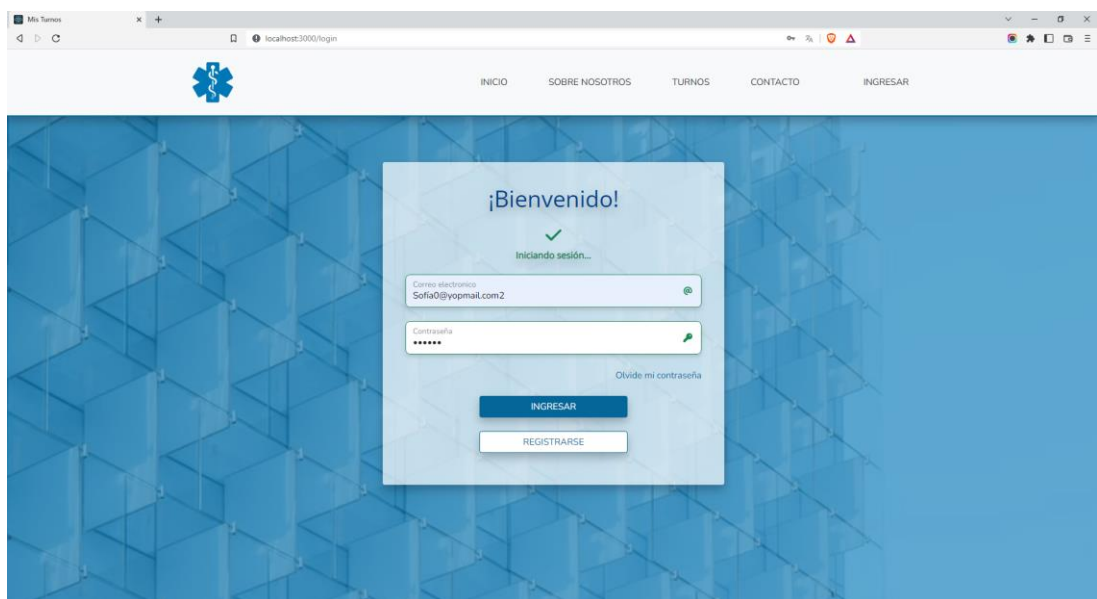 Mis Turnos
localhost:3000/login
INICIO SOBRE NOSOTROS TURNOS CONTACTO INGRESAR
¡Bienvenido!
Iniciando sesión...
Correo electronico
Sofía0@yopmail.com2
Contraseña
••••••
Olvide mi contraseña
INGRESAR
REGISTRARSE